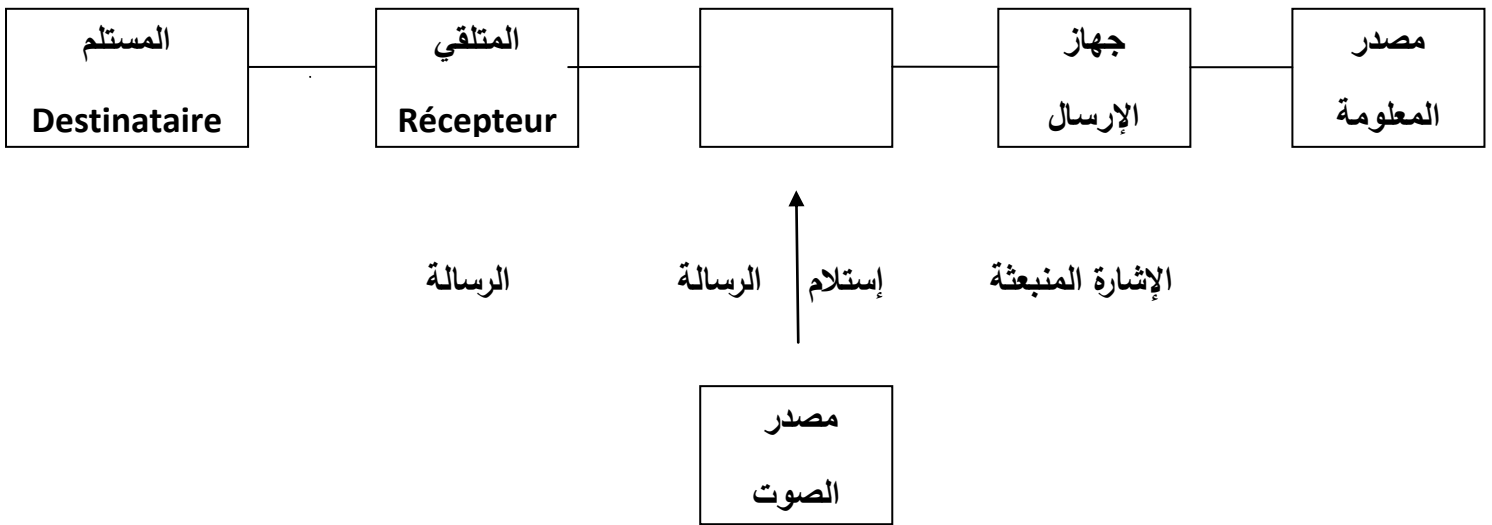 مصدر
المعلومة
جهاز
الإرسال
المتلقي
Récepteur
المستلم
Destinataire
الإشارة المنبعثة
إستلام الرسالة
الرسالة
مصدر
الصوت